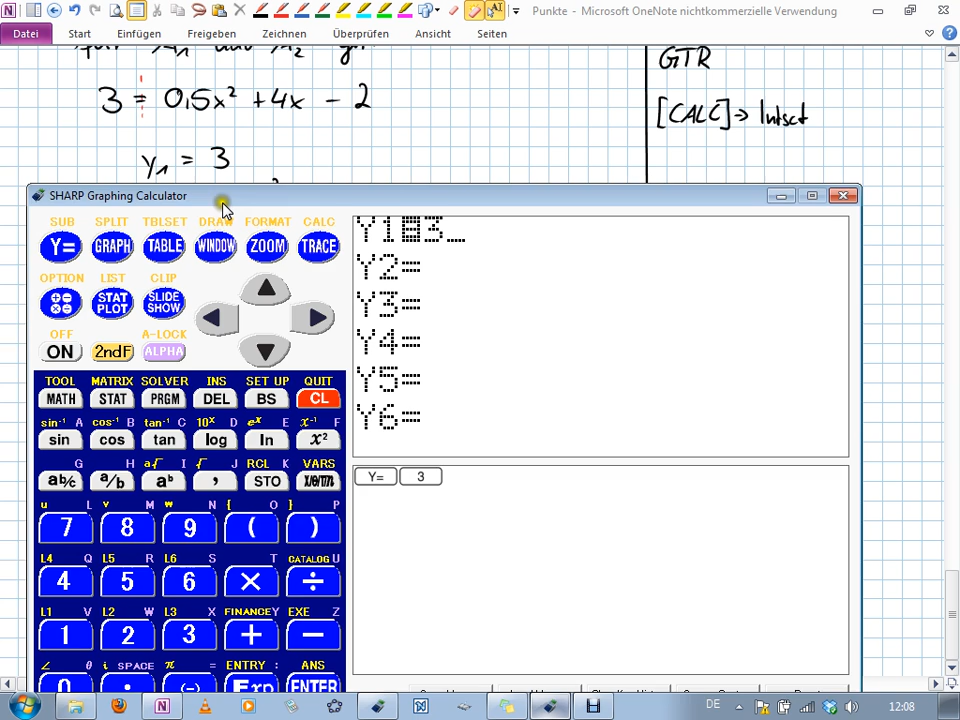 Punkte - Microsoft OneNote nichtkommerzielle Verwendung
Datei Start Einfügen Freigeben Zeichnen Überprüfen Ansicht Seiten
GTR
3 = 0,5x² + 4x - 2
[CALC] → Intsct
y₁ = 3
SHARP Graphing Calculator
SUB SPLIT TBLSET DRAW FORMAT CALC
Y= GRAPH TABLE WINDOW ZOOM TRACE
OPTION LIST CLIP
STAT PLOT SLIDE SHOW
OFF A-LOCK
ON 2ndF ALPHA
TOOL MATRIX SOLVER INS SET UP QUIT
MATH STAT PRGM DEL BS CL
sin⁻¹ A cos⁻¹ B tan⁻¹ C 10ˣ D eˣ E x⁻¹ F
sin cos tan log ln x²
G H a√ I √ J RCL K VARS
ab/c a/b aᵇ , STO X/θ/T/n
u L v M w N { O } P
7 8 9 ( )
L4 Q L5 R L6 S T CATALOG U
4 5 6 × ÷
L1 V L2 W L3 X FINANCE Y EXE Z
1 2 3 + −
∠ θ i SPACE π = ENTRY : ANS
0 . (-) Exp ENTER
Y1=3_
Y2=
Y3=
Y4=
Y5=
Y6=
Y= 3
DE 12:08